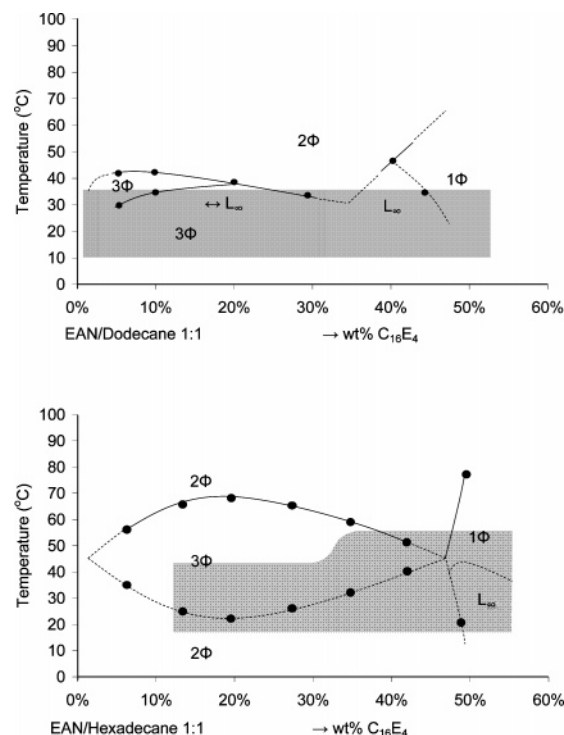 Temperature (°C)
100
90
80
70
60
50
40
30
20
10
0
2Φ
3Φ
1Φ
↔ L∞
L∞
3Φ
0% 10% 20% 30% 40% 50% 60%
EAN/Dodecane 1:1 → wt% C₁₆E₄
Temperature (°C)
100
90
80
70
60
50
40
30
20
10
0
2Φ
1Φ
3Φ
L∞
2Φ
0% 10% 20% 30% 40% 50% 60%
EAN/Hexadecane 1:1 → wt% C₁₆E₄